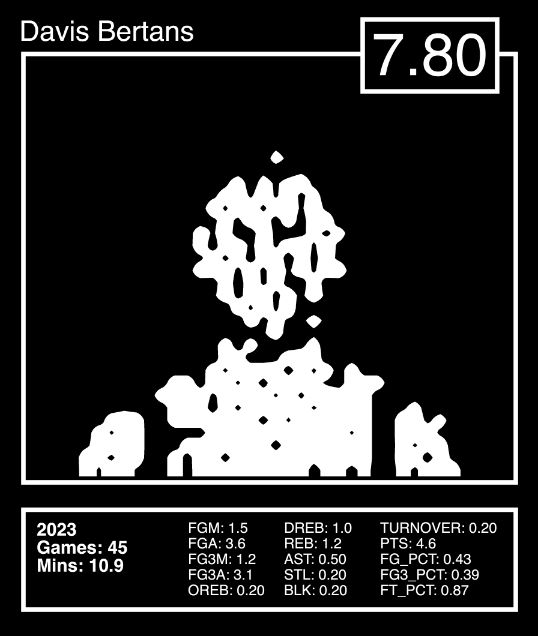 Davis Bertans
7.80
2023
Games: 45
Mins: 10.9
FGM: 1.5
FGA: 3.6
FG3M: 1.2
FG3A: 3.1
OREB: 0.20
DREB: 1.0
REB: 1.2
AST: 0.50
STL: 0.20
BLK: 0.20
TURNOVER: 0.20
PTS: 4.6
FG_PCT: 0.43
FG3_PCT: 0.39
FT_PCT: 0.87